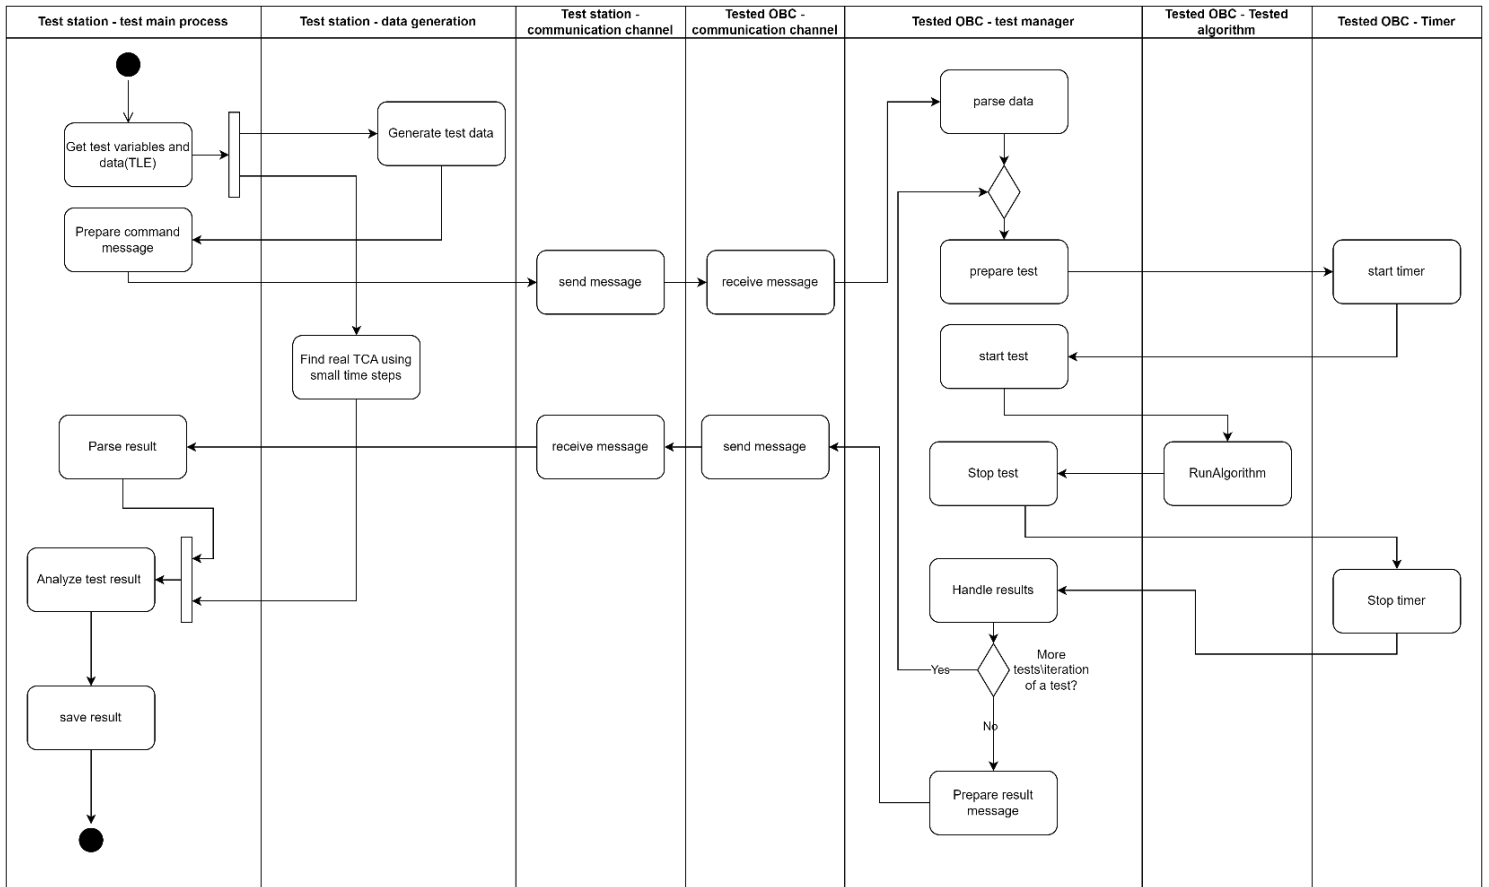 Test station - test main process
Test station - data generation
Test station -
communication channel
Tested OBC -
communication channel
Tested OBC - test manager
Tested OBC - Tested
algorithm
Tested OBC - Timer
Get test variables and
data(TLE)
Generate test data
Prepare command
message
send message
receive message
parse data
prepare test
start timer
start test
Find real TCA using
small time steps
Parse result
receive message
send message
Stop test
RunAlgorithm
Analyze test result
Handle results
Stop timer
More
tests\iteration
of a test?
Yes
No
save result
Prepare result
message